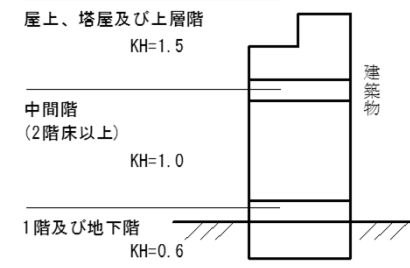 屋上、塔屋及び上層階
KH=1.5
建築物
中間階
(2階床以上)
KH=1.0
1階及び地下階
KH=0.6